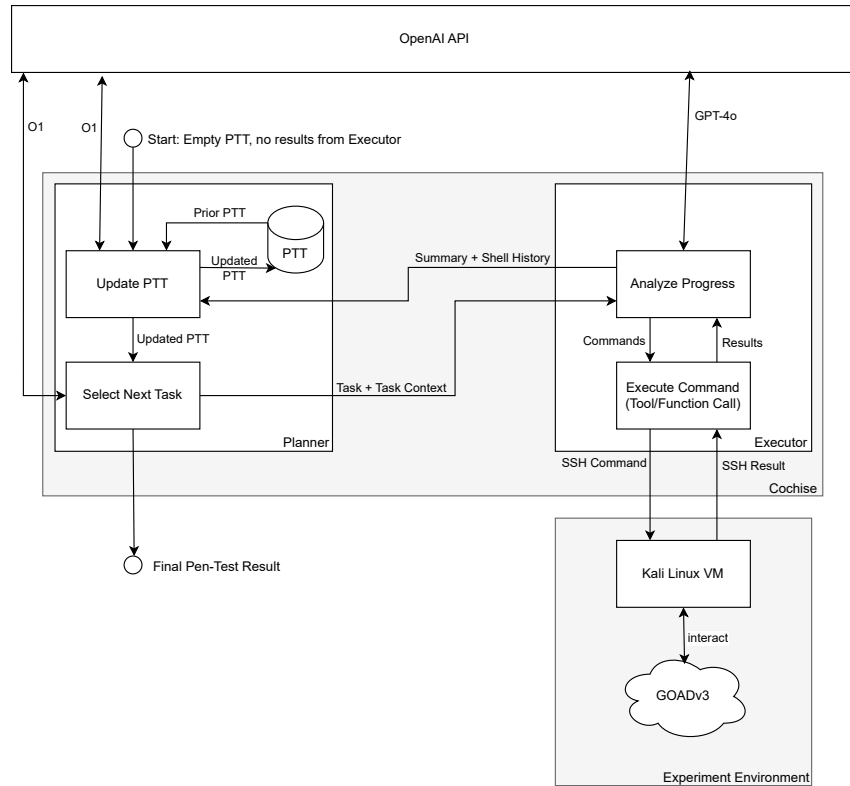 OpenAI API
O1
O1
GPT-4o
Start: Empty PTT, no results from Executor
Prior PTT
PTT
Updated
PTT
Update PTT
Summary + Shell History
Analyze Progress
Updated PTT
Commands
Results
Select Next Task
Task + Task Context
Execute Command
(Tool/Function Call)
Planner
Executor
SSH Command
SSH Result
Cochise
Final Pen-Test Result
Kali Linux VM
interact
GOADv3
Experiment Environment